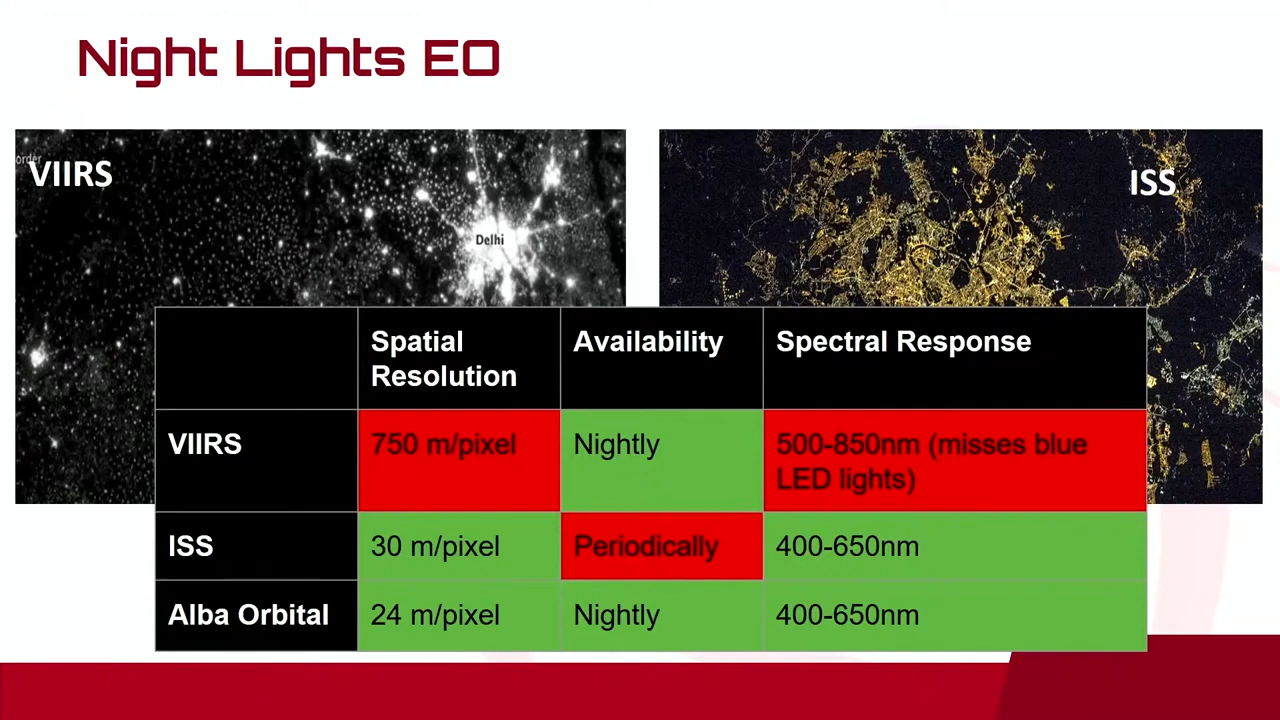 Night Lights EO
order
VIIRS
Delhi
ISS
Spatial
Resolution
Availability
Spectral Response
VIIRS
750 m/pixel
Nightly
500-850nm (misses blue
LED lights)
ISS
30 m/pixel
Periodically
400-650nm
Alba Orbital
24 m/pixel
Nightly
400-650nm